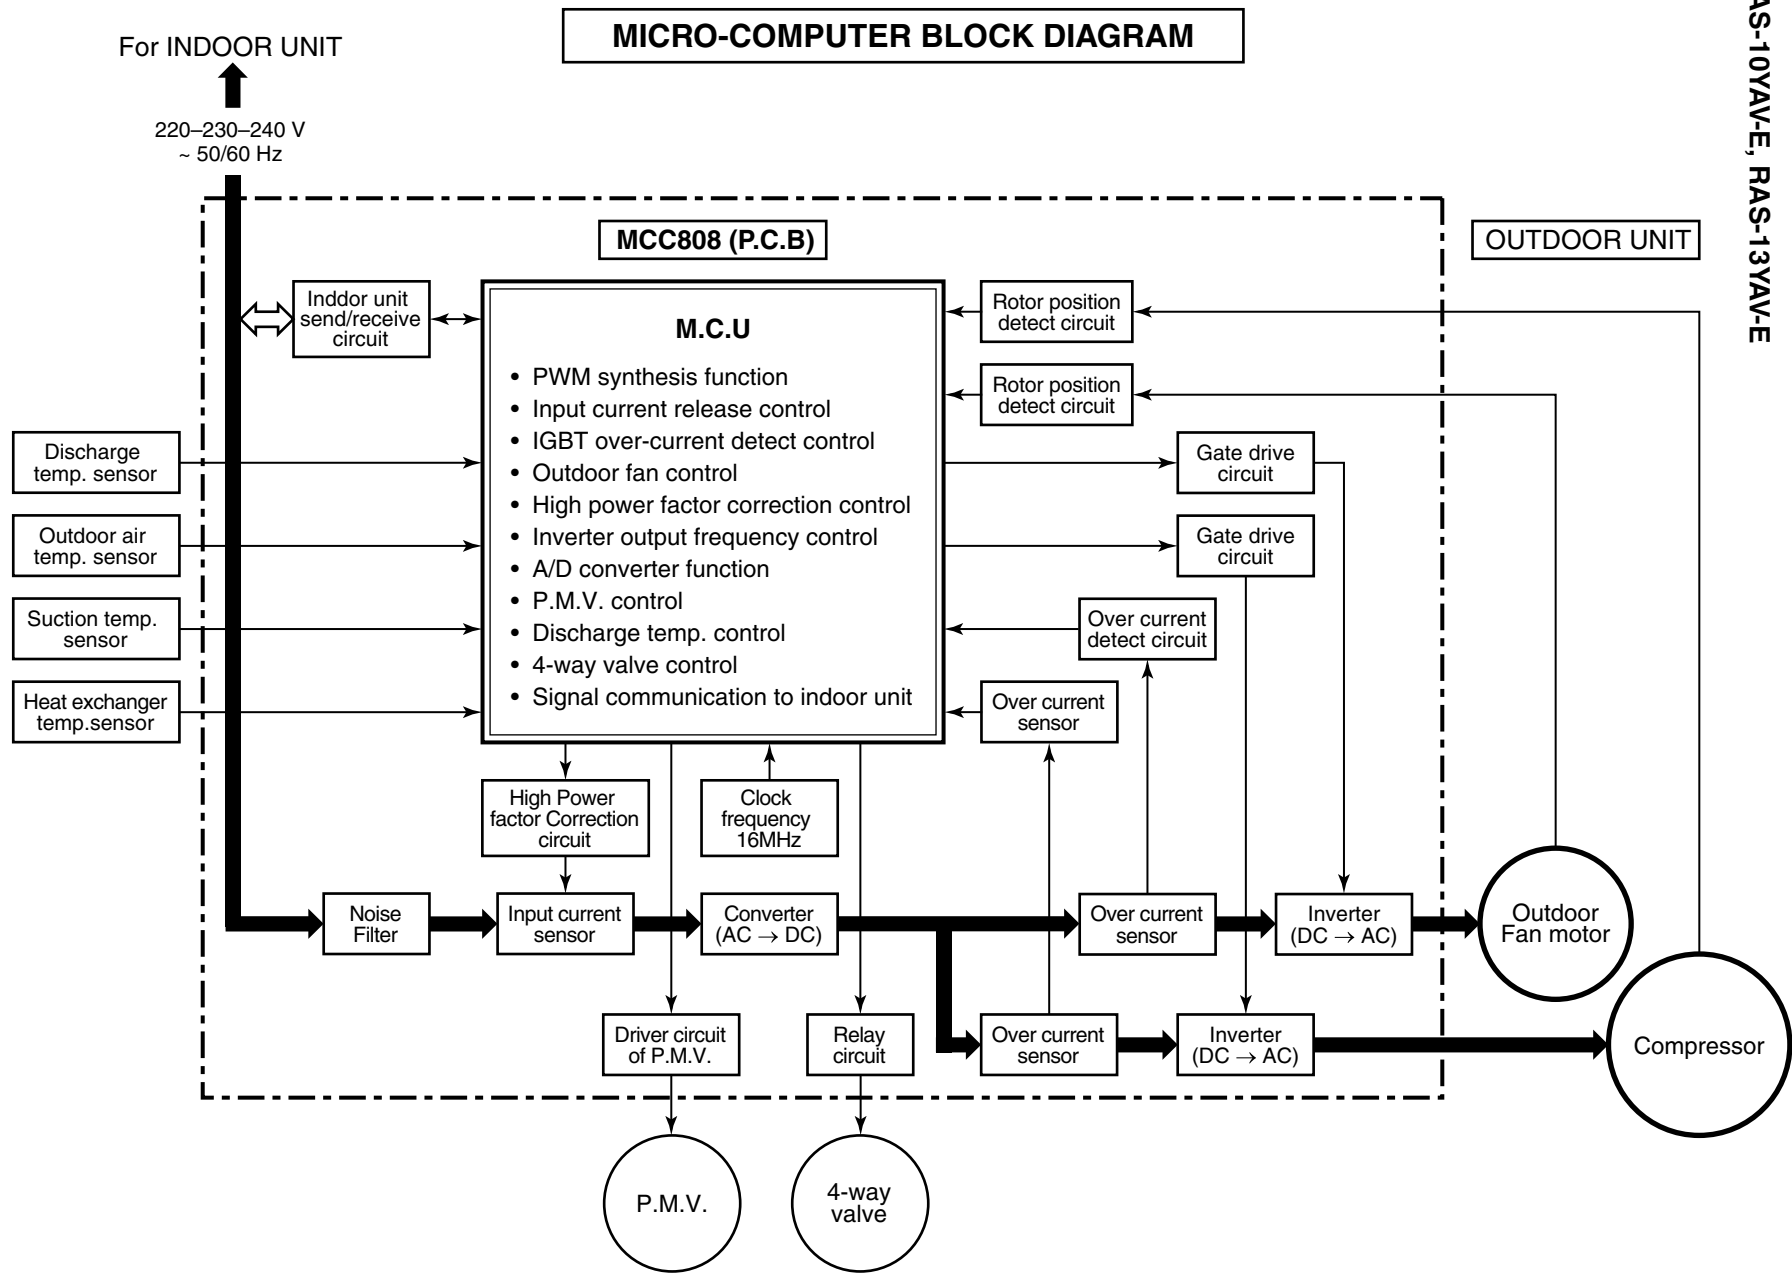 MICRO-COMPUTER BLOCK DIAGRAM
AS-10YAV-E, RAS-13YAV-E
For INDOOR UNIT
220–230–240 V
~ 50/60 Hz
MCC808 (P.C.B)
OUTDOOR UNIT
Inddor unit
send/receive
circuit
M.C.U
• PWM synthesis function
• Input current release control
• IGBT over-current detect control
• Outdoor fan control
• High power factor correction control
• Inverter output frequency control
• A/D converter function
• P.M.V. control
• Discharge temp. control
• 4-way valve control
• Signal communication to indoor unit
Rotor position
detect circuit
Rotor position
detect circuit
Discharge
temp. sensor
Gate drive
circuit
Outdoor air
temp. sensor
Gate drive
circuit
Suction temp.
sensor
Over current
detect circuit
Heat exchanger
temp.sensor
Over current
sensor
High Power
factor Correction
circuit
Clock
frequency
16MHz
Noise
Filter
Input current
sensor
Converter
(AC → DC)
Over current
sensor
Inverter
(DC → AC)
Outdoor
Fan motor
Driver circuit
of P.M.V.
Relay
circuit
Over current
sensor
Inverter
(DC → AC)
Compressor
P.M.V.
4-way
valve